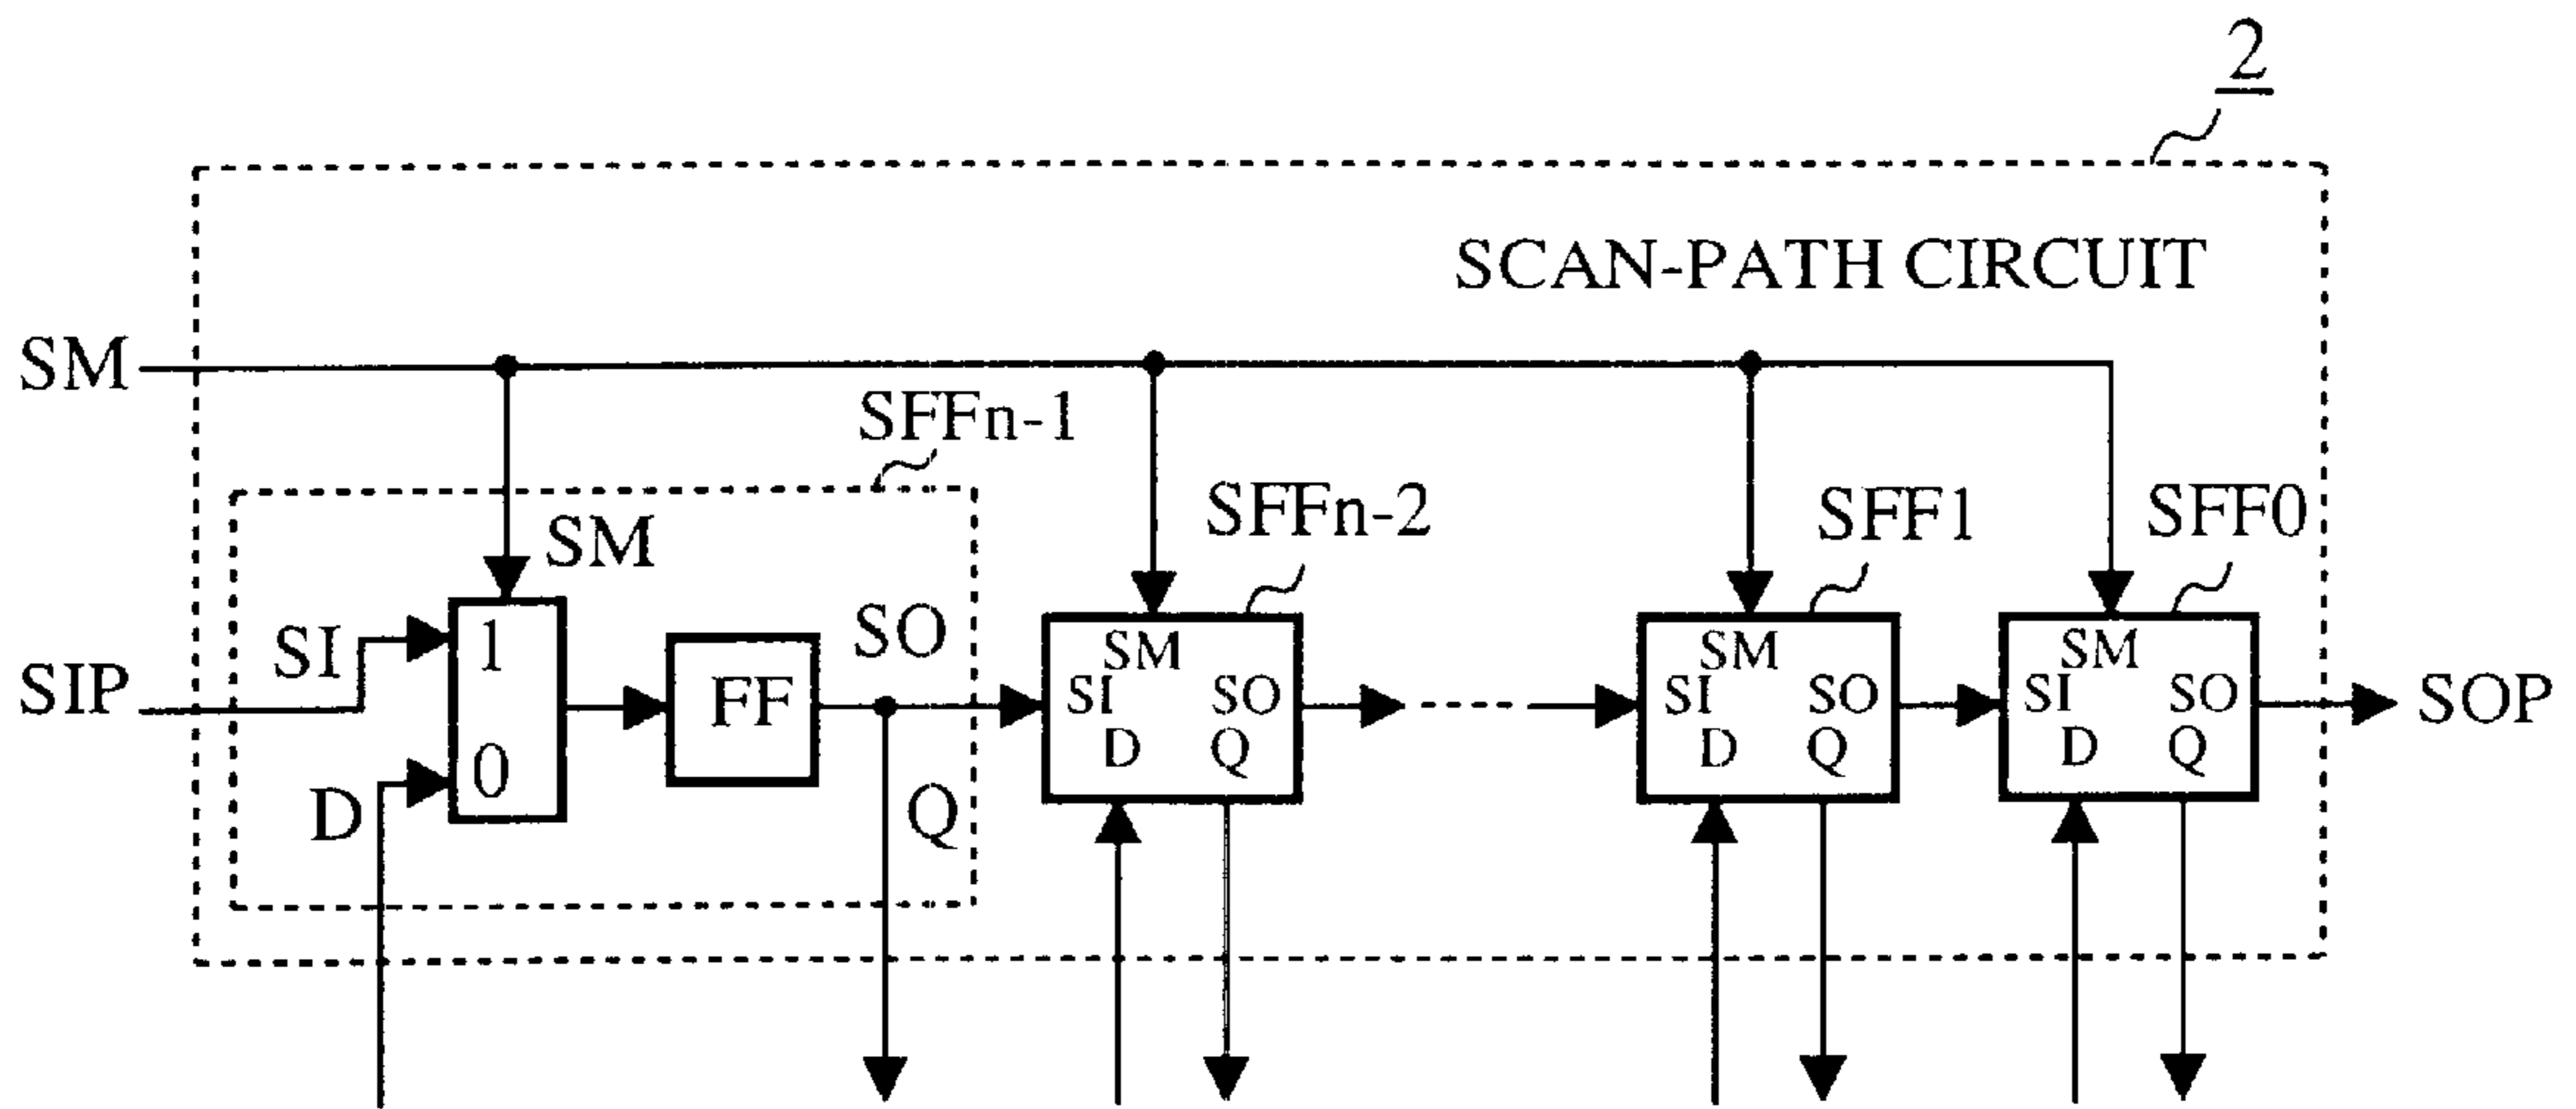 2
SCAN-PATH CIRCUIT
SM
SFFn-1
SFFn-2
SFF1
SFF0
SM
SI
1
SIP
FF
SO
D
0
Q
SM
SI
SO
D
Q
SM
SI
SO
D
Q
SM
SI
SO
D
Q
SOP